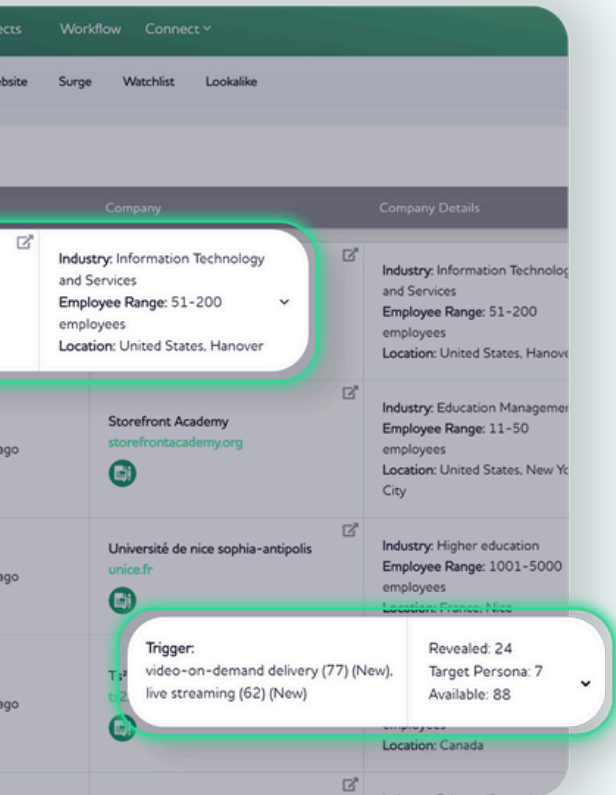 Workflow
Connect
Surge
Watchlist
Lookalike
Company
Company Details
Industry: Information Technology
and Services
Employee Range: 51-200
employees
Location: United States, Hanover
Industry: Information Technolog
and Services
Employee Range: 51-200
employees
Location: United States, Hanove
ago
Storefront Academy
storefrontacademy.org
Industry: Education Managemen
Employee Range: 11-50
employees
Location: United States, New Yo
City
ago
Université de nice sophia-antipolis
unice.fr
Industry: Higher education
Employee Range: 1001-5000
employees
Location: France, Nice
Trigger:
video-on-demand delivery (77) (New),
live streaming (62) (New)
Revealed: 24
Target Persona: 7
Available: 88
ago
employees
Location: Canada